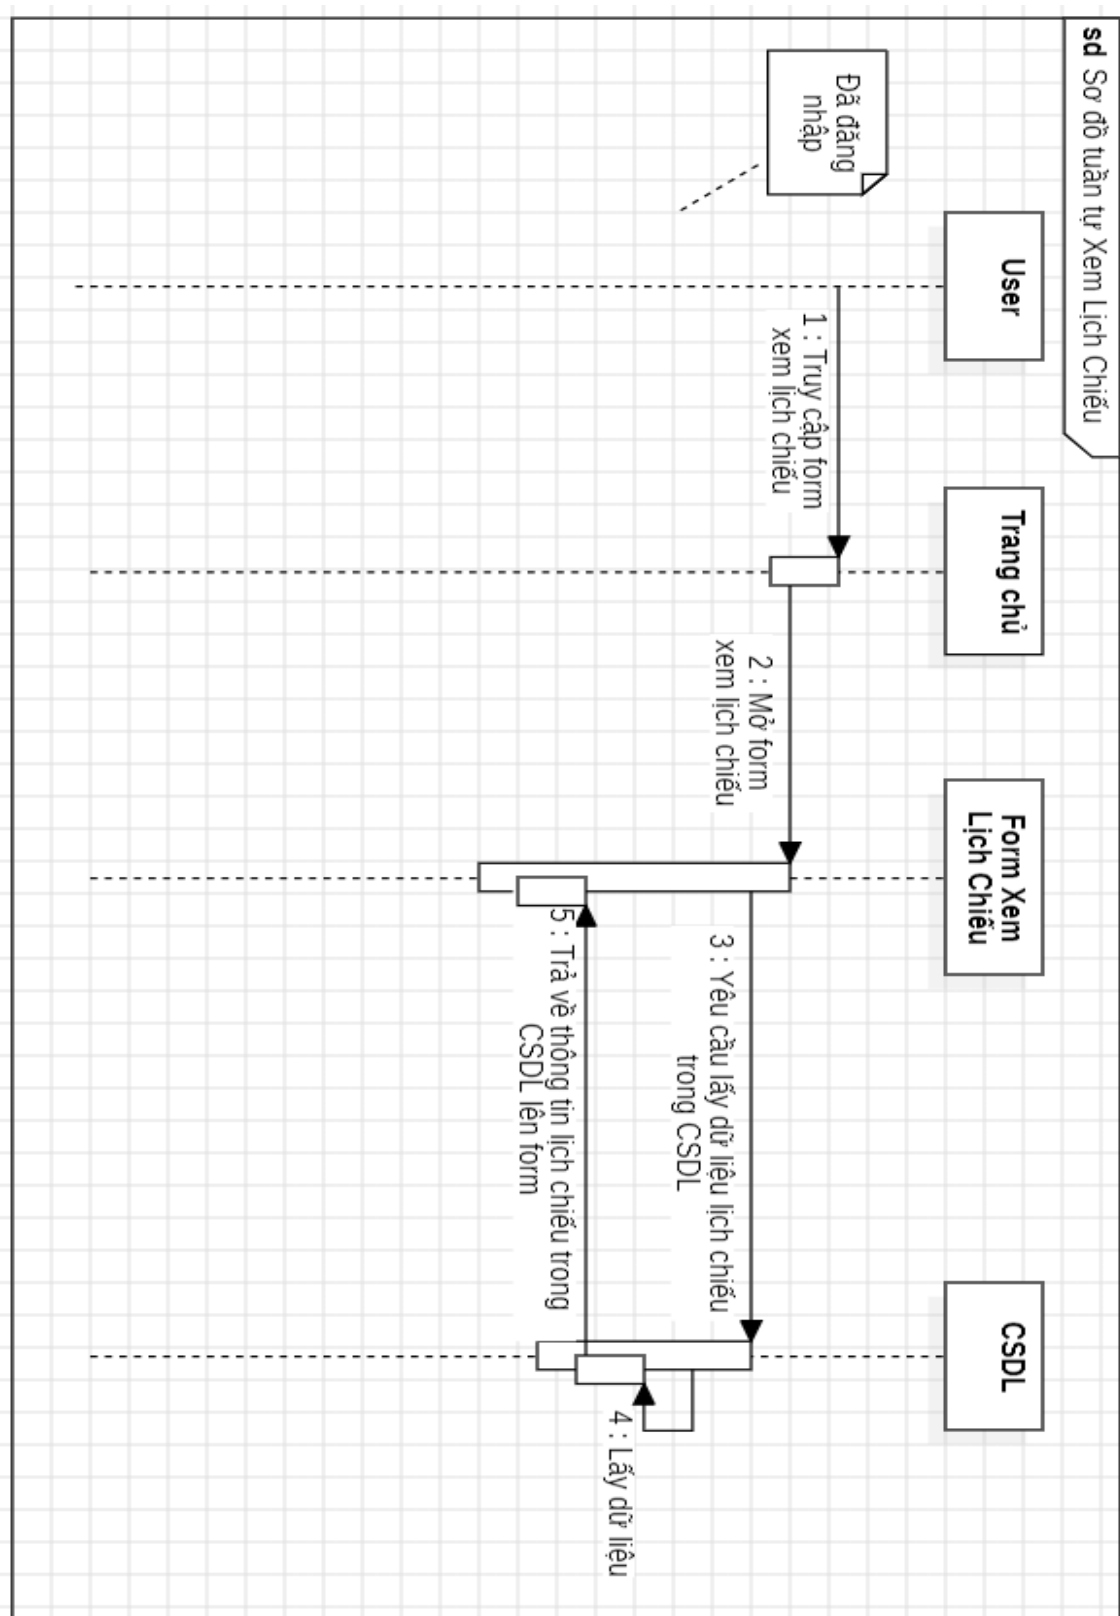 sd Sơ đồ tuần tự Xem Lịch Chiếu
Đã đăng
nhập
User
Trang chủ
Form Xem
Lịch Chiếu
CSDL
1 : Truy cập form
xem lịch chiếu
2 : Mở form
xem lịch chiếu
3 : Yêu cầu lấy dữ liệu lịch chiếu
trong CSDL
4 : Lấy dữ liệu
5 : Trả về thông tin lịch chiếu trong
CSDL lên form